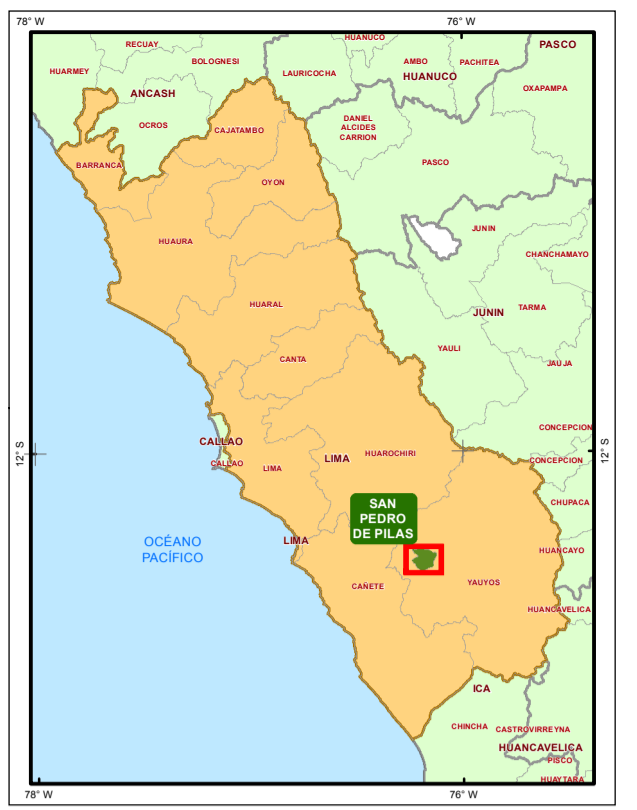 78° W
76° W
HUANUCO
PASCO
RECUAY
BOLOGNESI
AMBO
PACHITEA
HUARMEY
LAURICOCHA
HUANUCO
OXAPAMPA
ANCASH
DANIEL
ALCIDES
CARRION
OCROS
CAJATAMBO
BARRANCA
PASCO
OYON
JUNIN
HUAURA
CHANCHAMAYO
HUARAL
JUNIN
TARMA
YAULI
CANTA
JAUJA
CONCEPCION
CALLAO
12° S
12° S
CALLAO
LIMA
LIMA
HUAROCHIRI
CONCEPCION
SAN
PEDRO
DE PILAS
CHUPACA
OCÉANO
PACÍFICO
LIMA
HUANCAYO
CAÑETE
YAUYOS
HUANCAVELICA
ICA
CHINCHA
CASTROVIRREYNA
HUANCAVELICA
PISCO
HUAYTARA
78° W
76° W